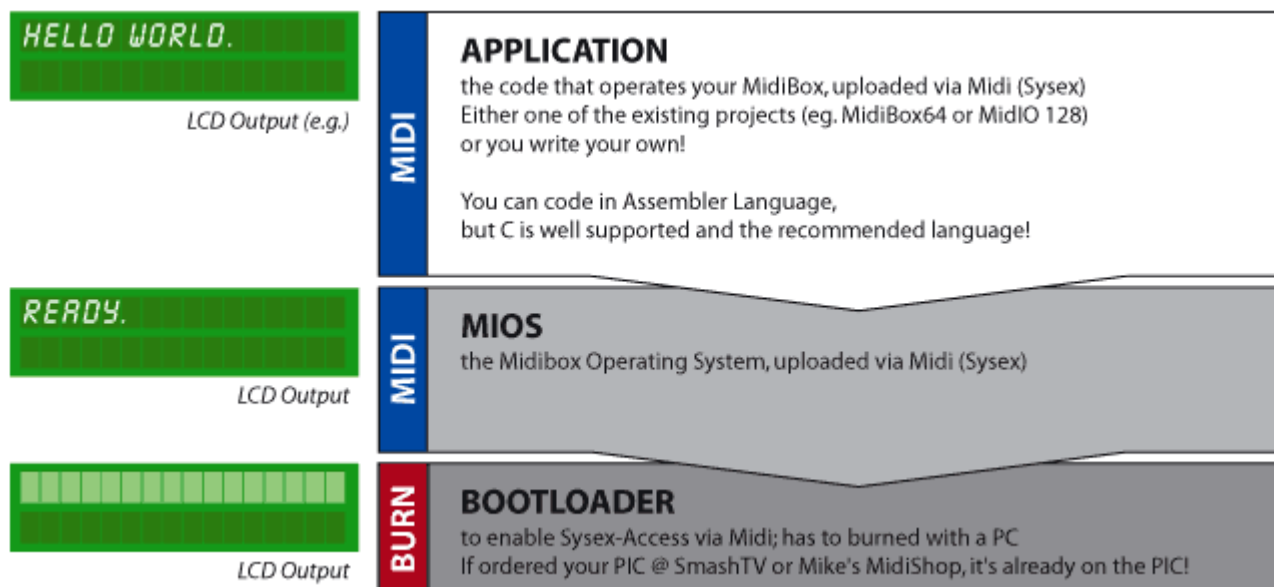 HELLO WORLD.
LCD Output (e.g.)
MIDI
APPLICATION
the code that operates your MidiBox, uploaded via Midi (Sysex)
Either one of the existing projects (eg. MidiBox64 or MidIO 128)
or you write your own!
You can code in Assembler Language,
but C is well supported and the recommended language!
READY.
LCD Output
MIDI
MIOS
the Midibox Operating System, uploaded via Midi (Sysex)
LCD Output
BURN
BOOTLOADER
to enable Sysex-Access via Midi; has to burned with a PC
If ordered your PIC @ SmashTV or Mike's MidiShop, it's already on the PIC!